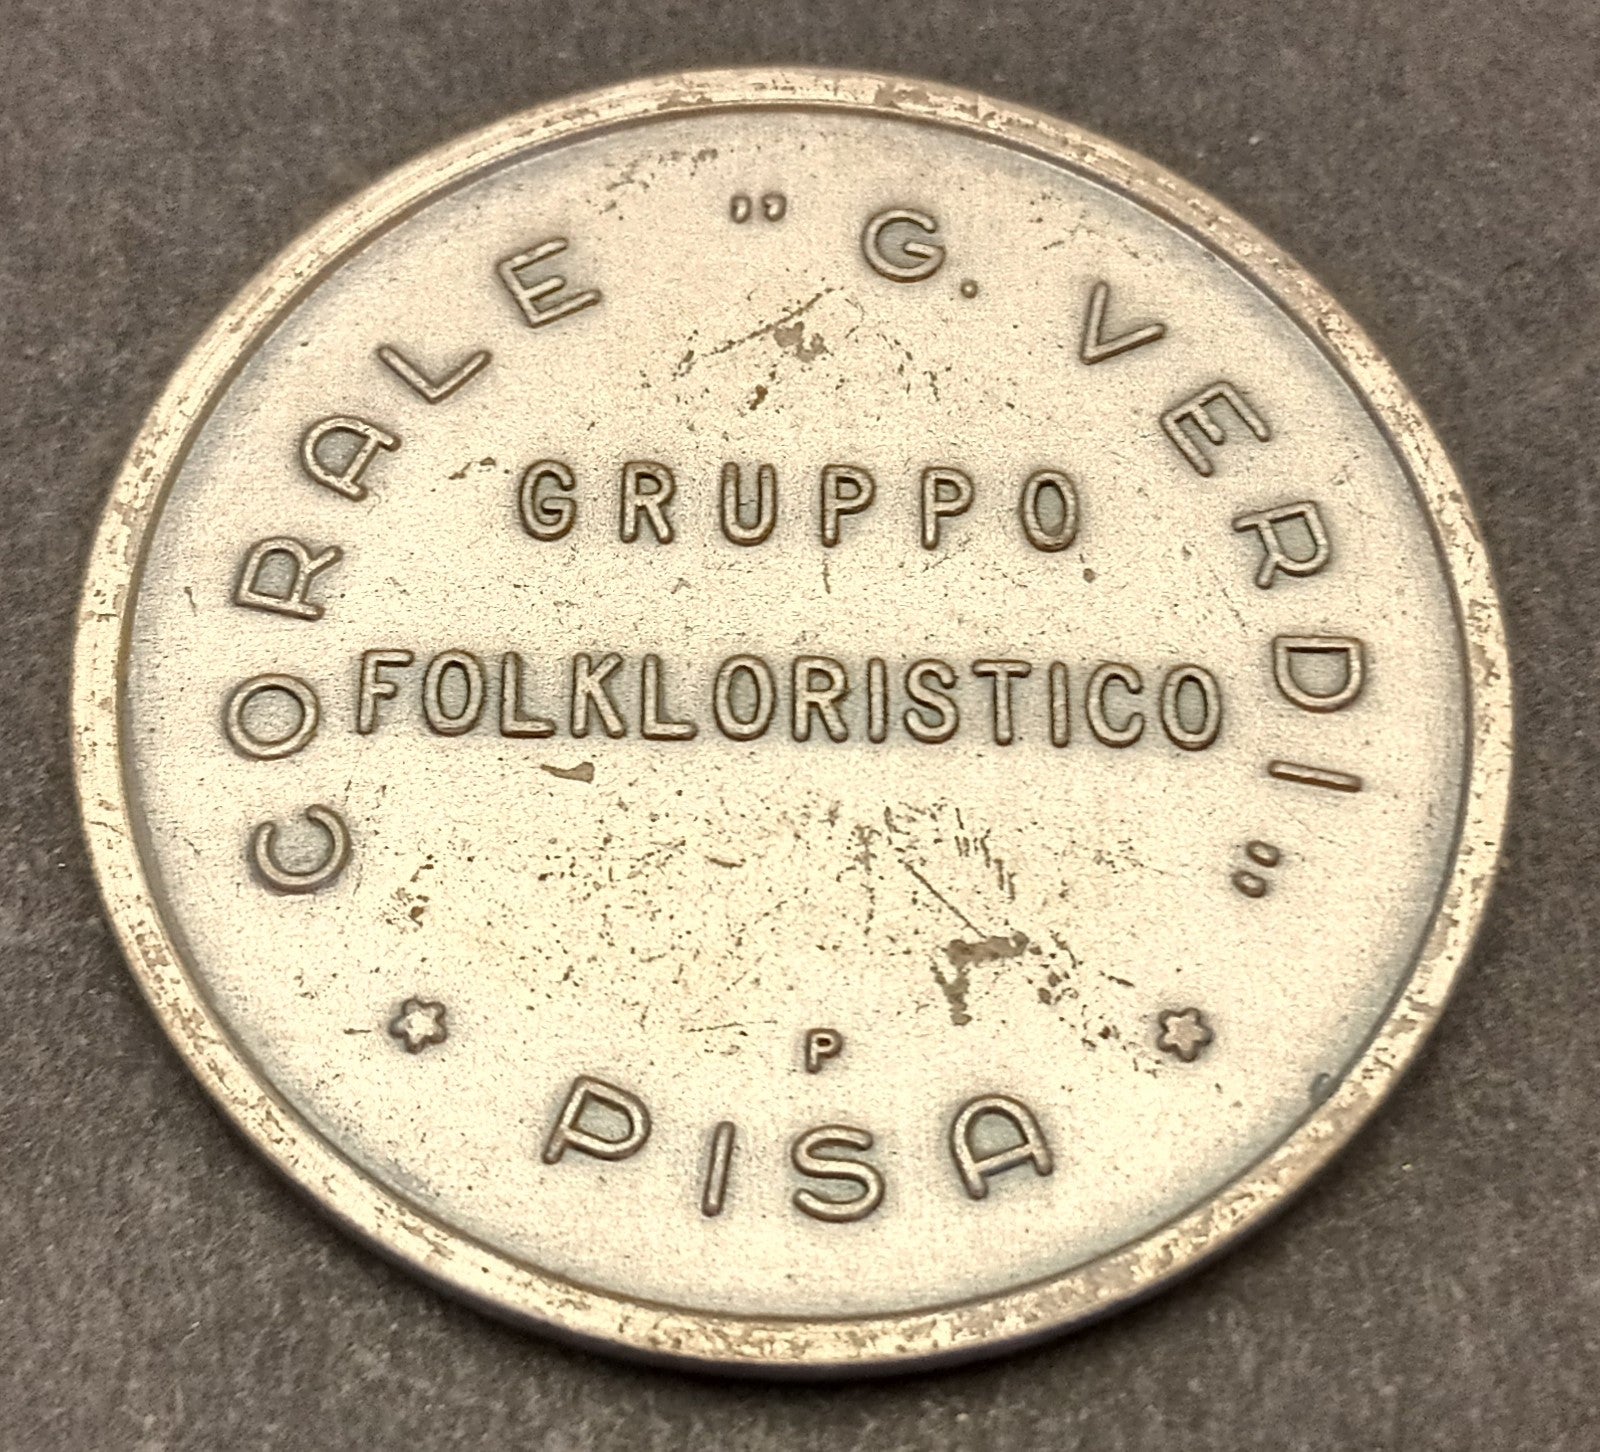 CORALE "G. VERDI"
GRUPPO
FOLKLORISTICO
P
PISA